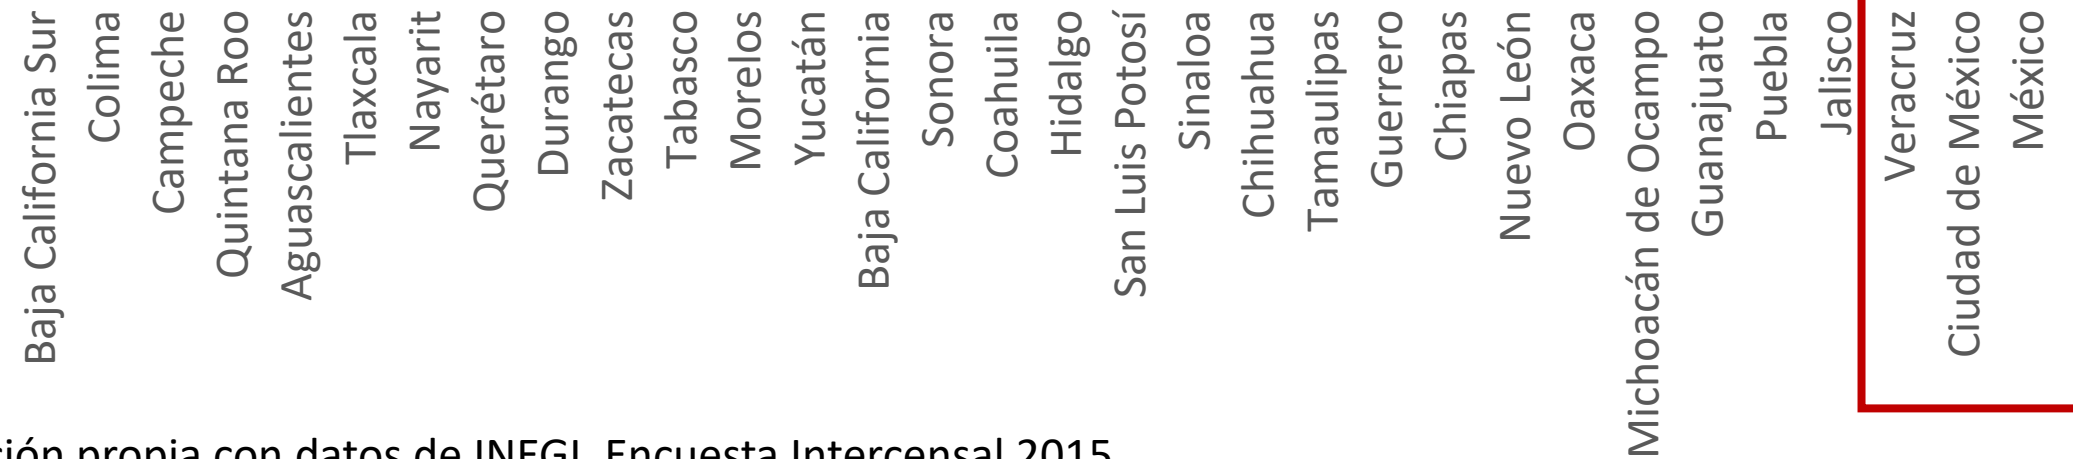 Baja California Sur
Colima
Campeche
Quintana Roo
Aguascalientes
Tlaxcala
Nayarit
Querétaro
Durango
Zacatecas
Tabasco
Morelos
Yucatán
Baja California
Sonora
Coahuila
Hidalgo
San Luis Potosí
Sinaloa
Chihuahua
Tamaulipas
Guerrero
Chiapas
Nuevo León
Oaxaca
Michoacán de Ocampo
Guanajuato
Puebla
Jalisco
Veracruz
Ciudad de México
México
propia con datos de INEGI. Encuesta Intercensal 2015